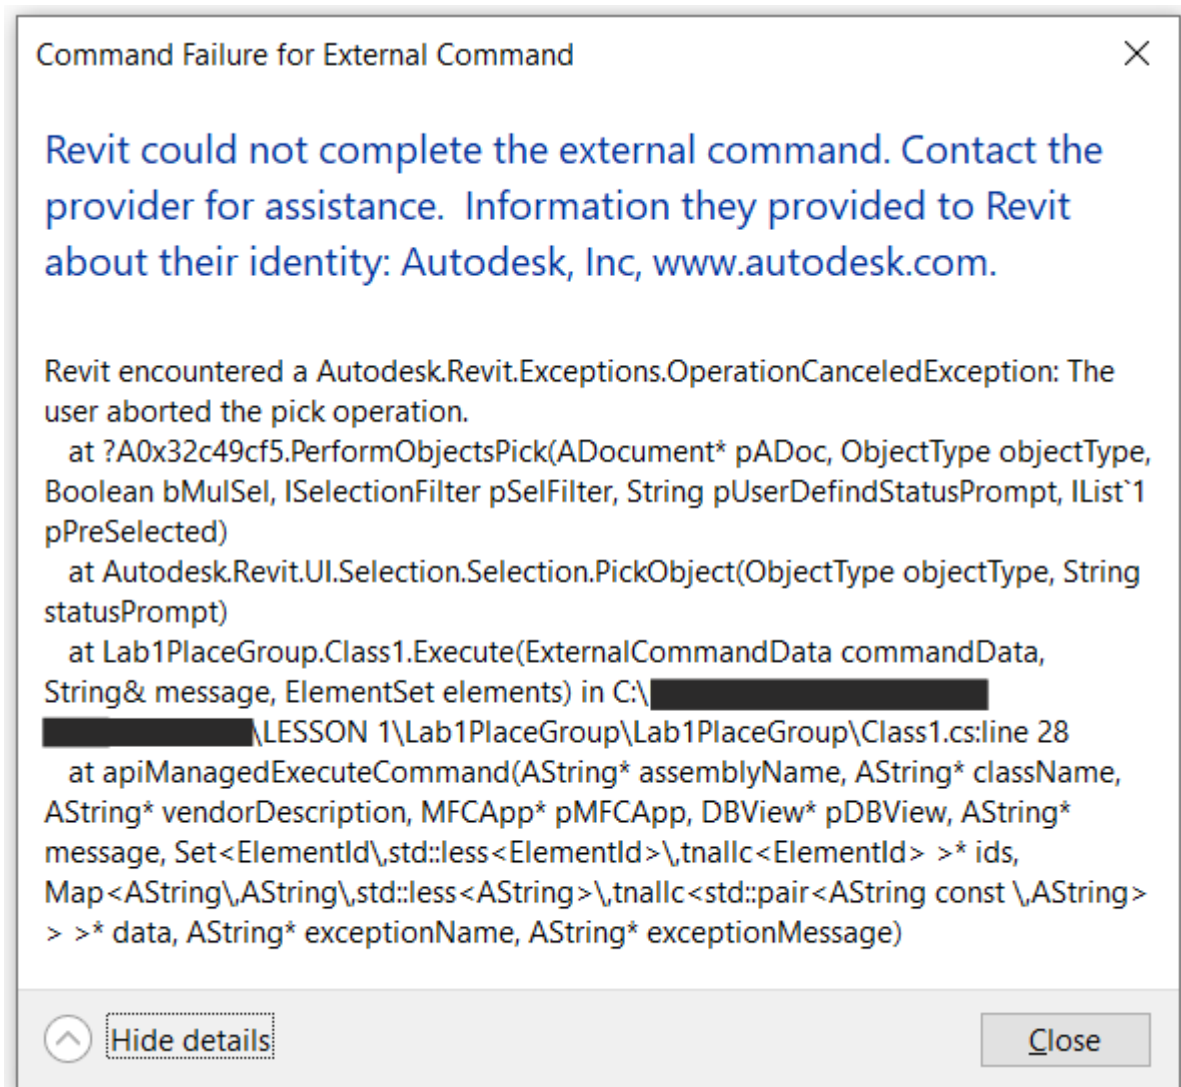 Command Failure for External Command
Revit could not complete the external command. Contact the
provider for assistance.  Information they provided to Revit
about their identity: Autodesk, Inc, www.autodesk.com.
Revit encountered a Autodesk.Revit.Exceptions.OperationCanceledException: The
user aborted the pick operation.
at ?A0x32c49cf5.PerformObjectsPick(ADocument* pADoc, ObjectType objectType,
Boolean bMulSel, ISelectionFilter pSelFilter, String pUserDefindStatusPrompt, IList`1
pPreSelected)
at Autodesk.Revit.UI.Selection.Selection.PickObject(ObjectType objectType, String
statusPrompt)
at Lab1PlaceGroup.Class1.Execute(ExternalCommandData commandData,
String& message, ElementSet elements) in C:\
\LESSON 1\Lab1PlaceGroup\Lab1PlaceGroup\Class1.cs:line 28
at apiManagedExecuteCommand(AString* assemblyName, AString* className,
AString* vendorDescription, MFCApp* pMFCApp, DBView* pDBView, AString*
message, Set<ElementId\,std::less<ElementId>\,tnallc<ElementId> >* ids,
Map<AString\,AString\,std::less<AString>\,tnallc<std::pair<AString const \,AString>
> >* data, AString* exceptionName, AString* exceptionMessage)
Hide details
Close